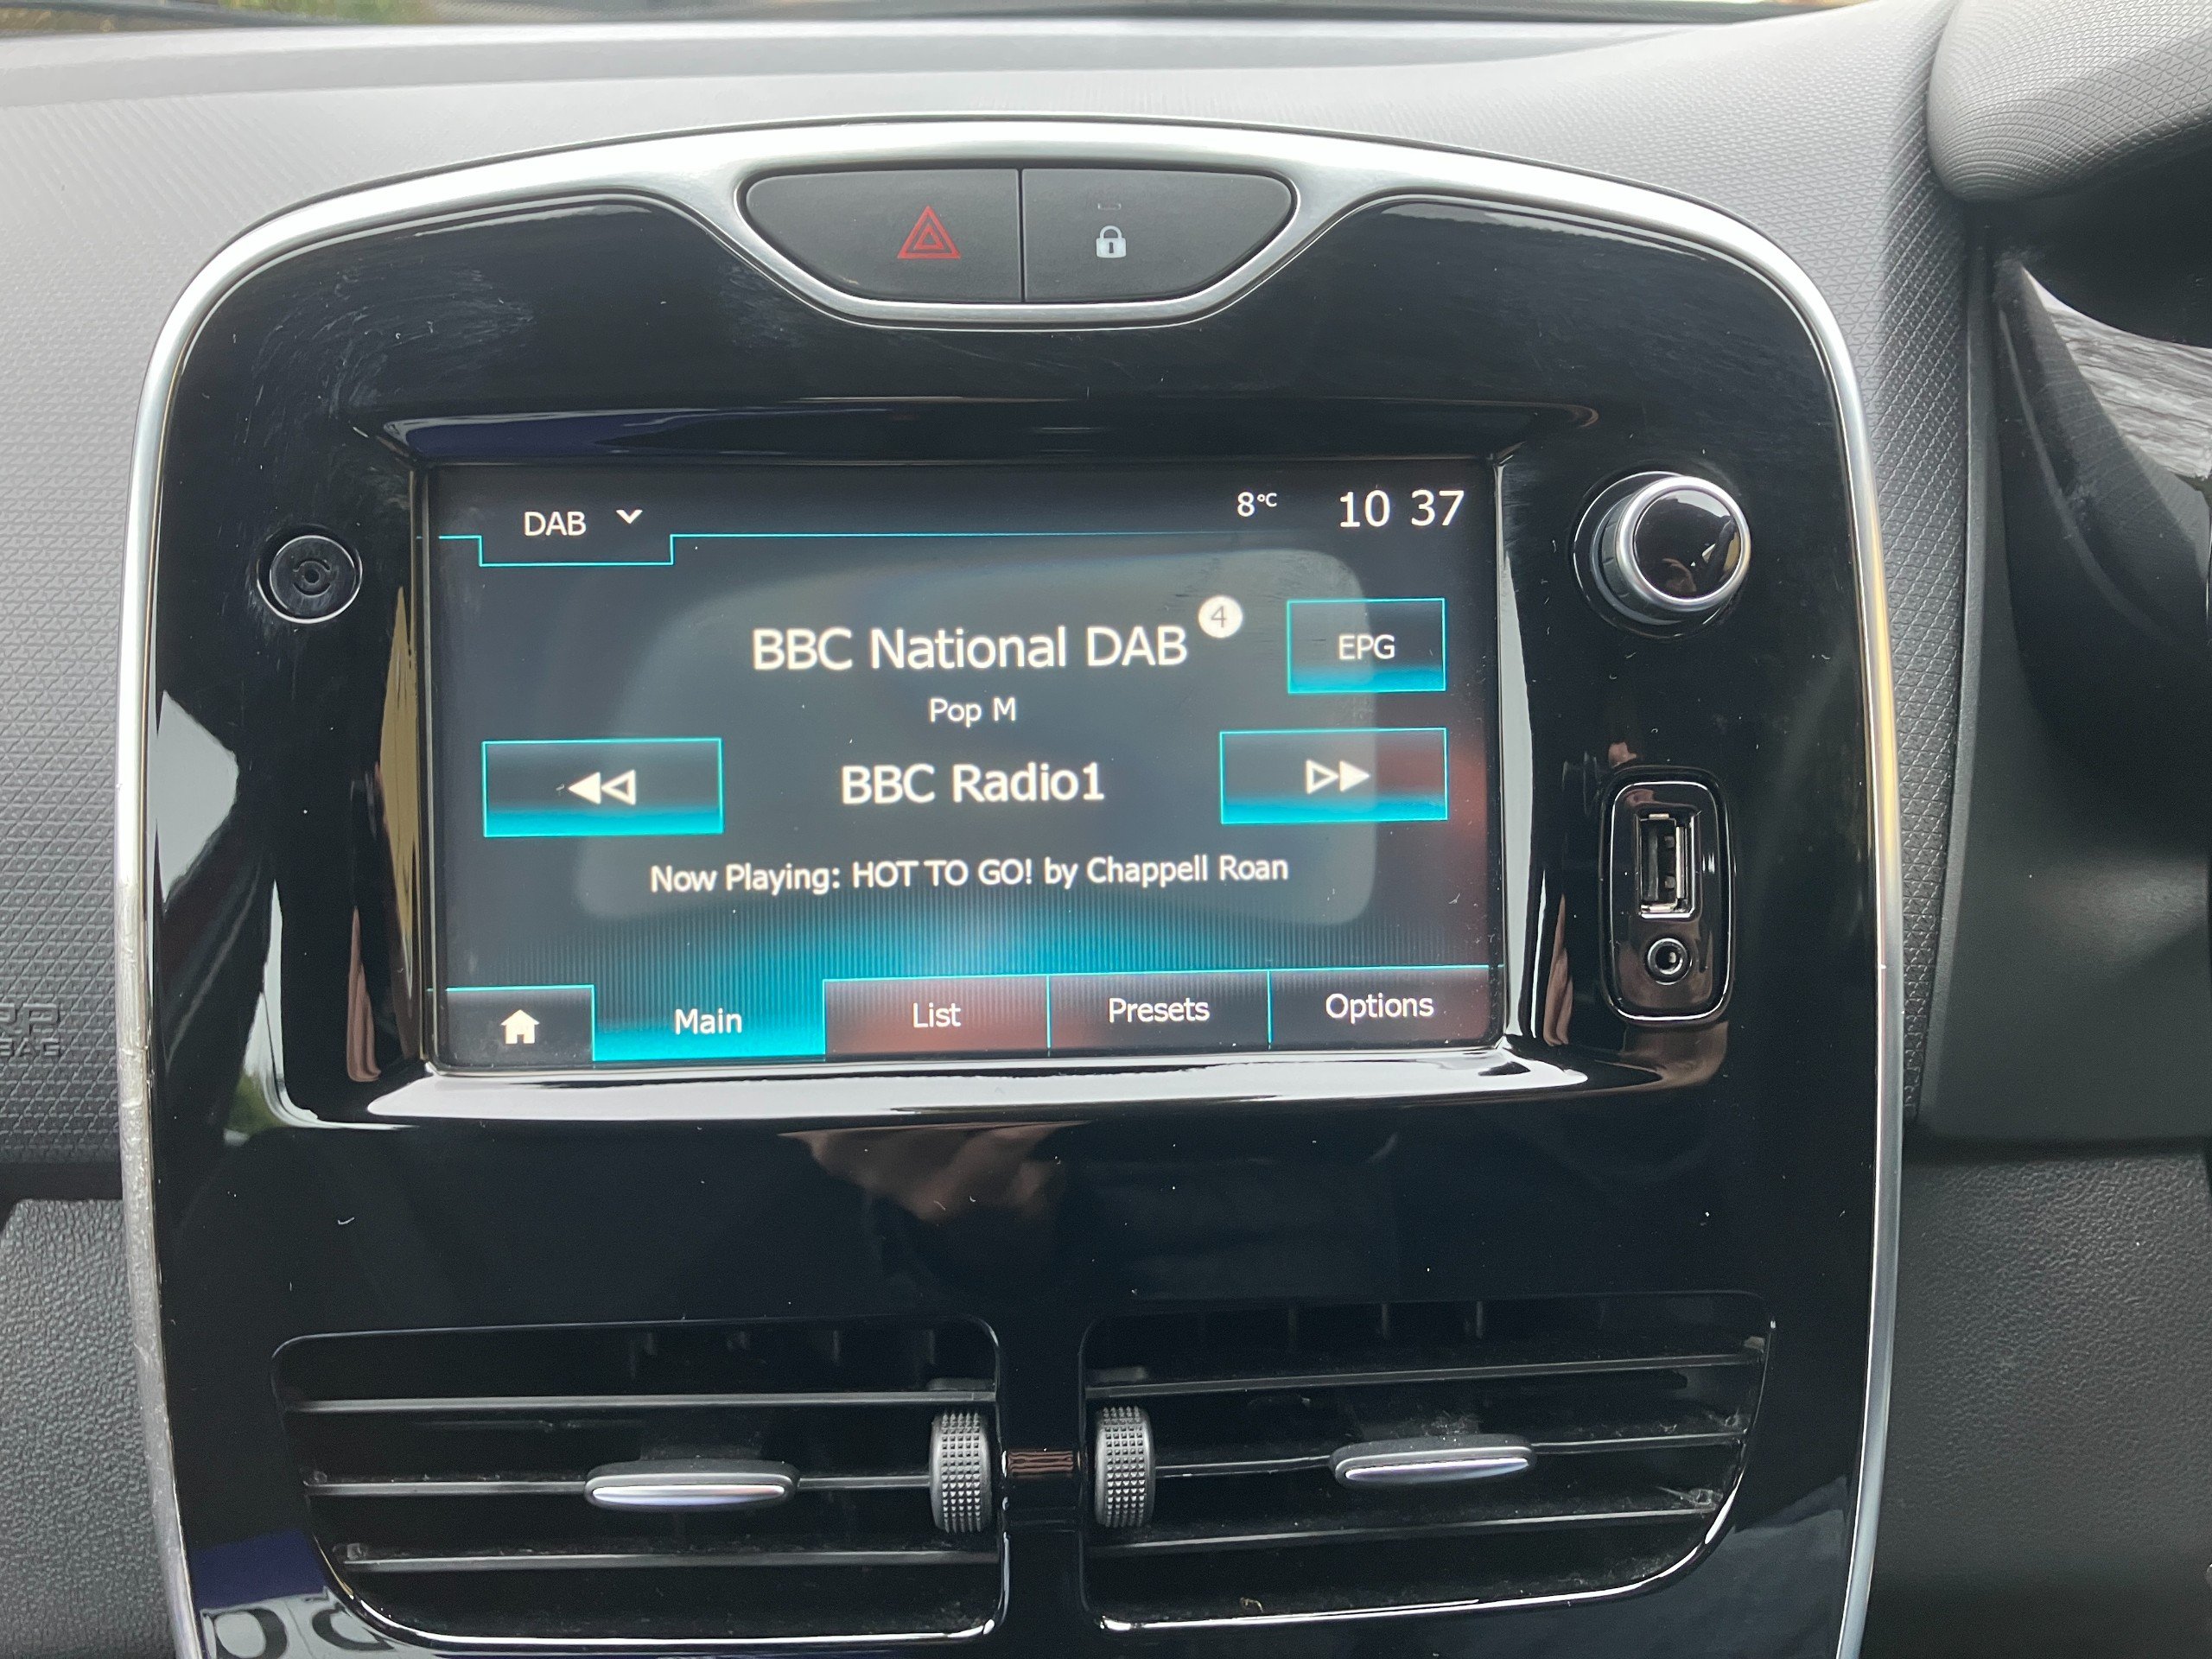 DAB
8°C 10 37
BBC National DAB 4
EPG
Pop M
BBC Radio1
Now Playing: HOT TO GO! by Chappell Roan
Main List Presets Options